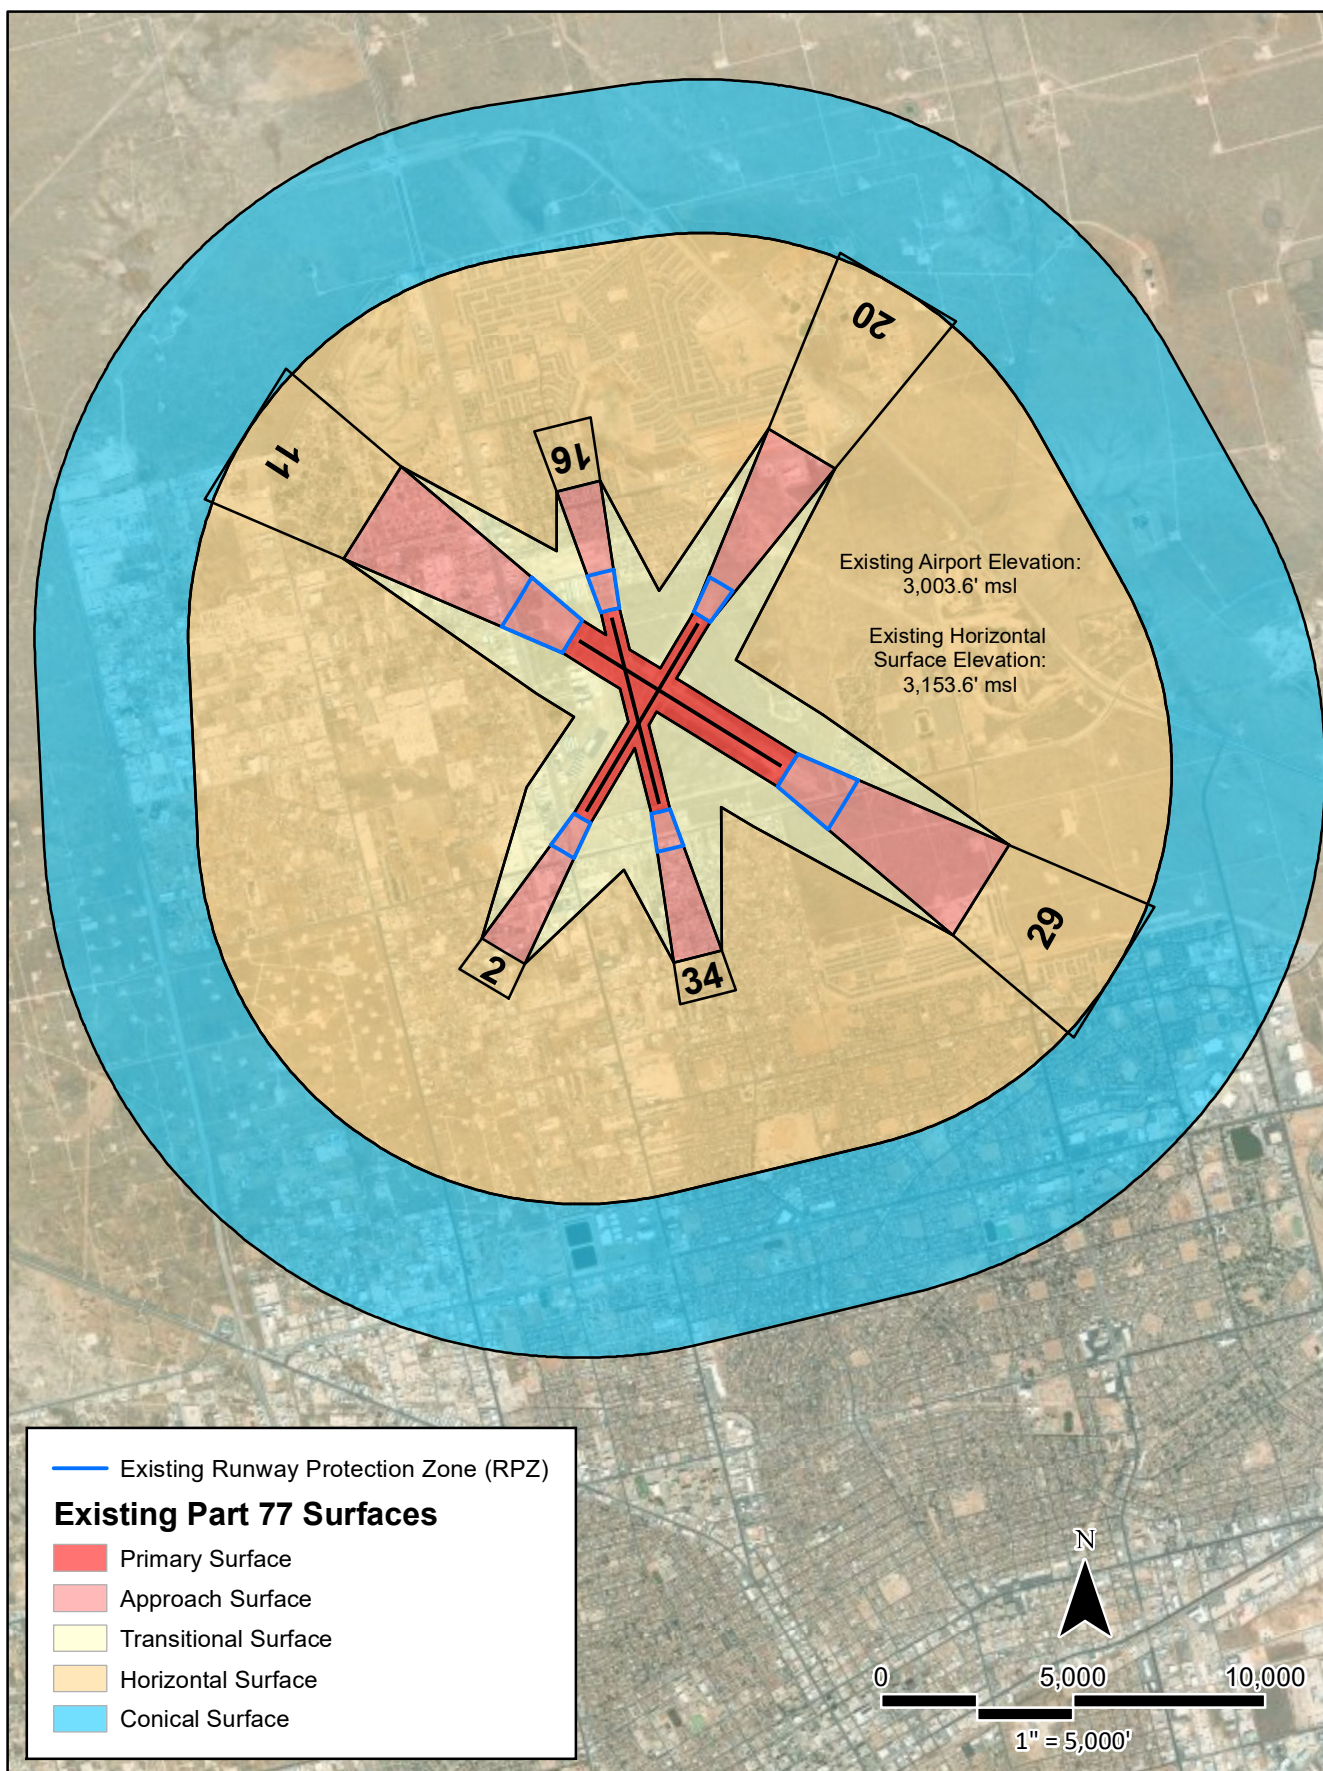 20
11
16
Existing Airport Elevation:
3,003.6' msl
Existing Horizontal
Surface Elevation:
3,153.6' msl
29
2
34
Existing Runway Protection Zone (RPZ)
Existing Part 77 Surfaces
Primary Surface
Approach Surface
Transitional Surface
Horizontal Surface
Conical Surface
N
0 5,000 10,000
1" = 5,000'